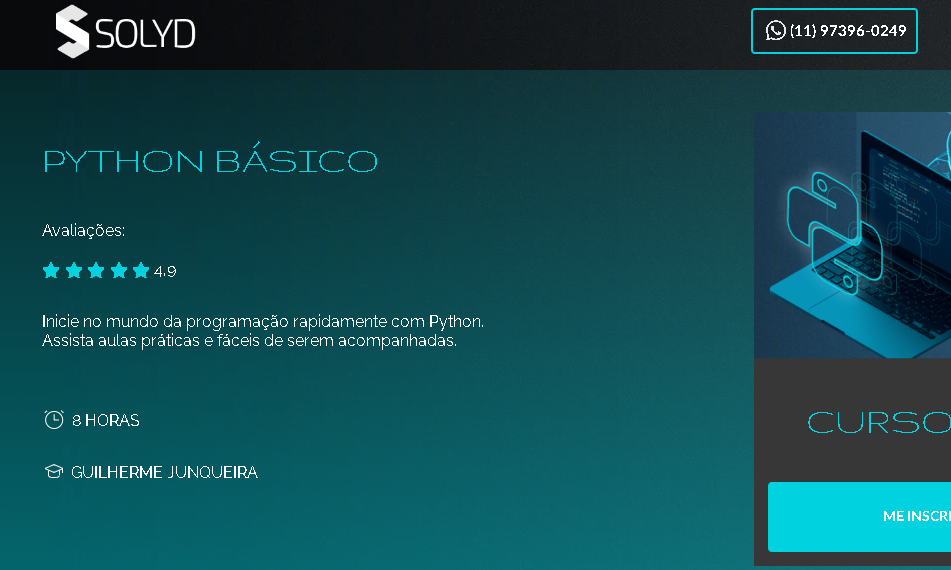 SOLYD
(11) 97396-0249
PYTHON BÁSICO
Avaliações:
4.9
Inicie no mundo da programação rapidamente com Python.
Assista aulas práticas e fáceis de serem acompanhadas.
8 HORAS
GUILHERME JUNQUEIRA
CURSO
ME INSCR